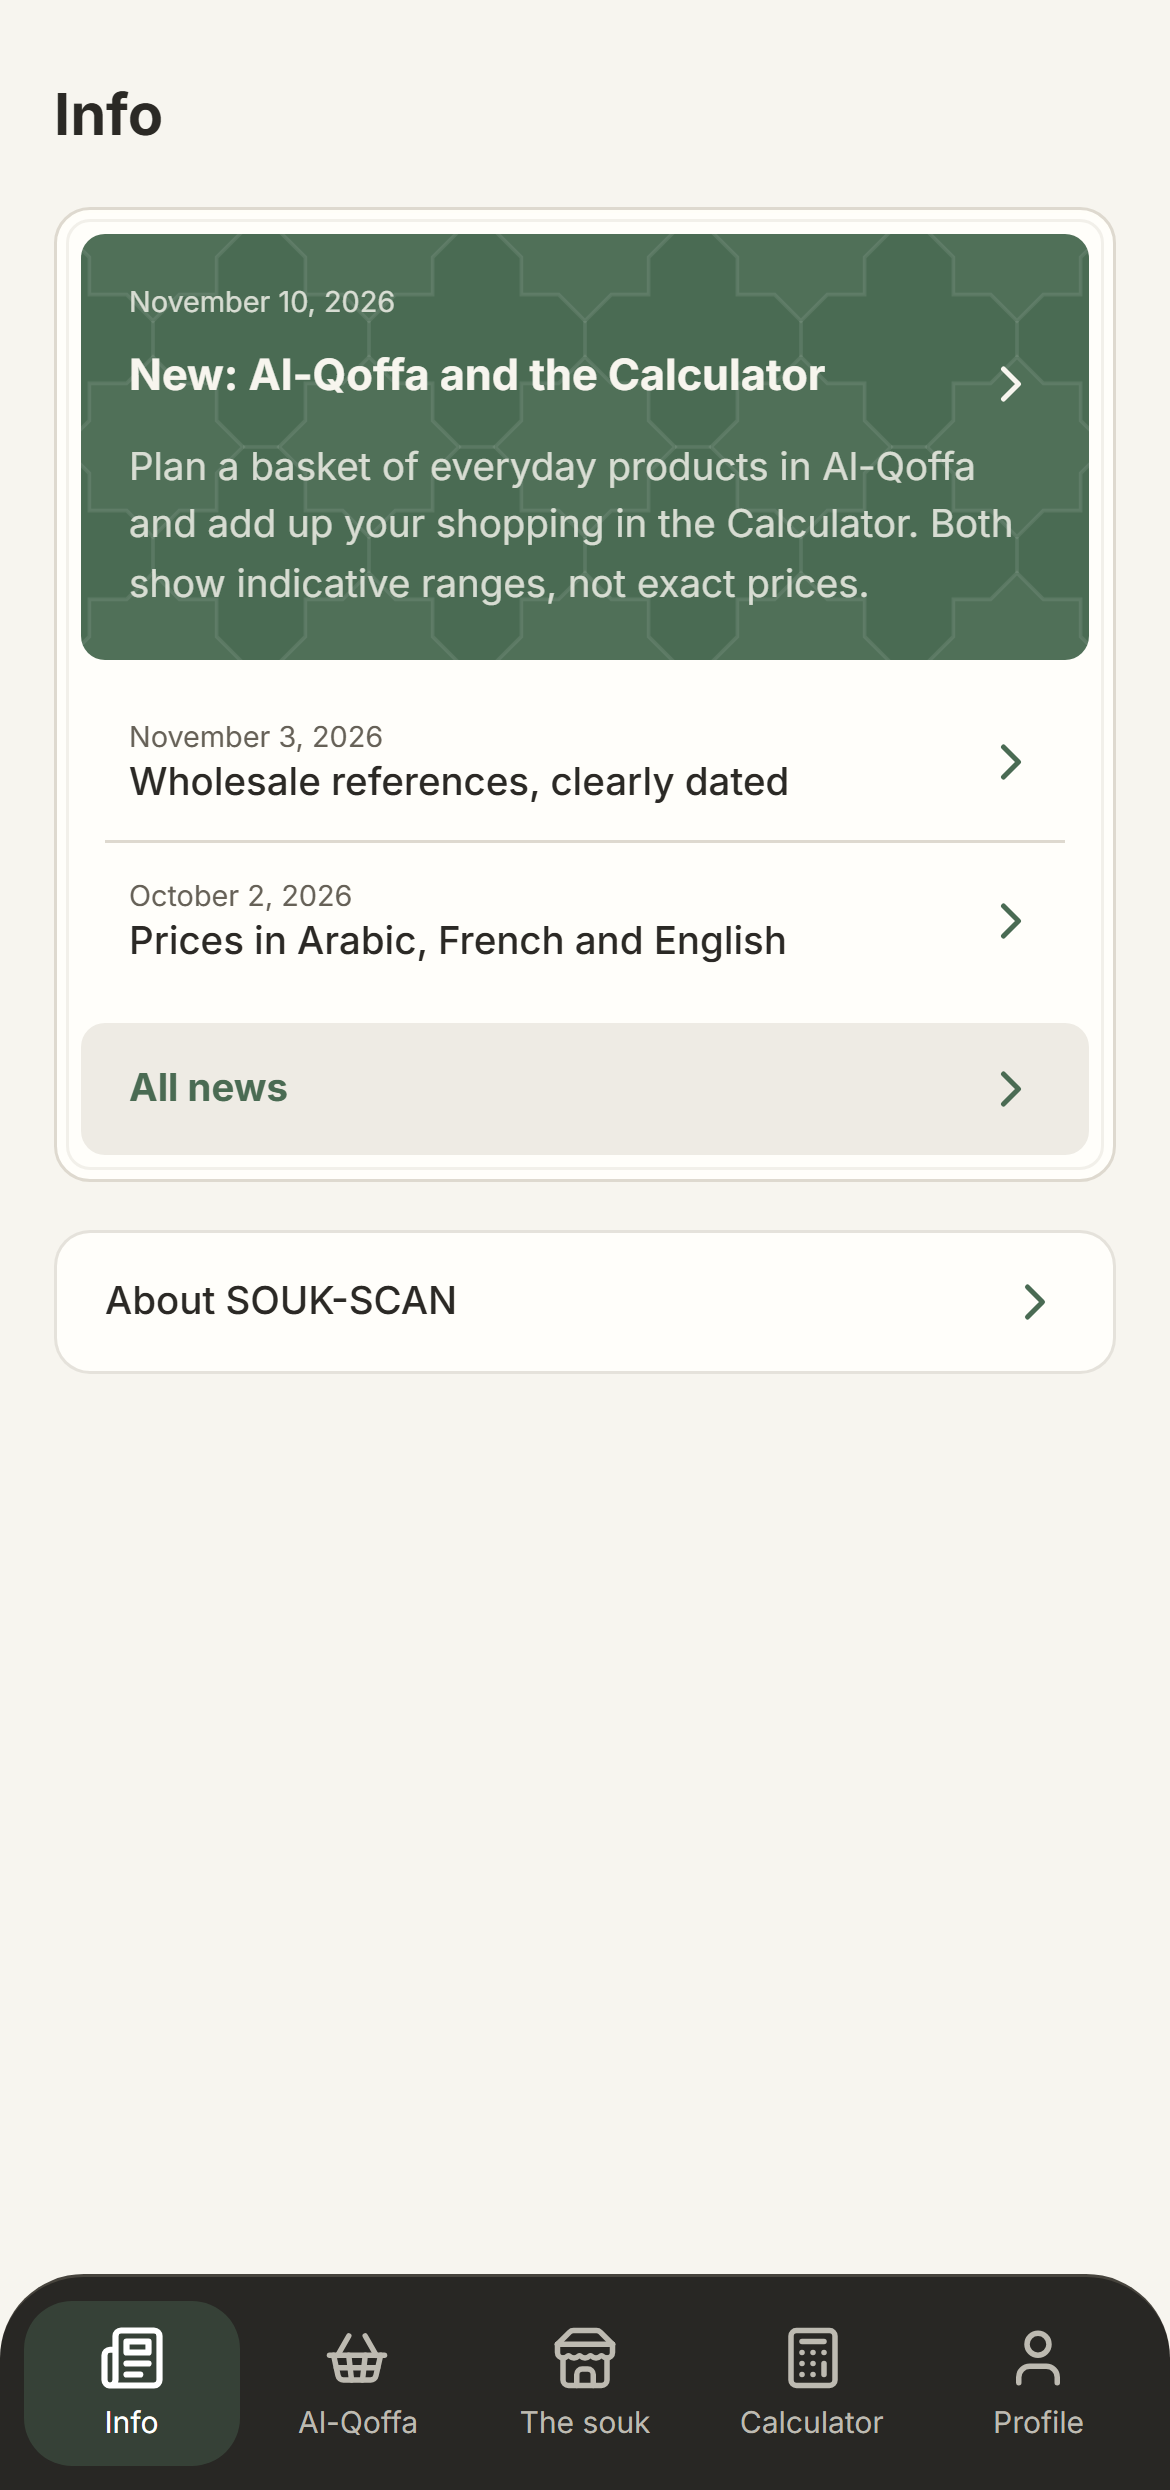 Info
November 10, 2026
New: Al-Qoffa and the Calculator
Plan a basket of everyday products in Al-Qoffa
and add up your shopping in the Calculator. Both
show indicative ranges, not exact prices.
November 3, 2026
Wholesale references, clearly dated
October 2, 2026
Prices in Arabic, French and English
All news
About SOUK-SCAN
Info
Al-Qoffa
The souk
Calculator
Profile